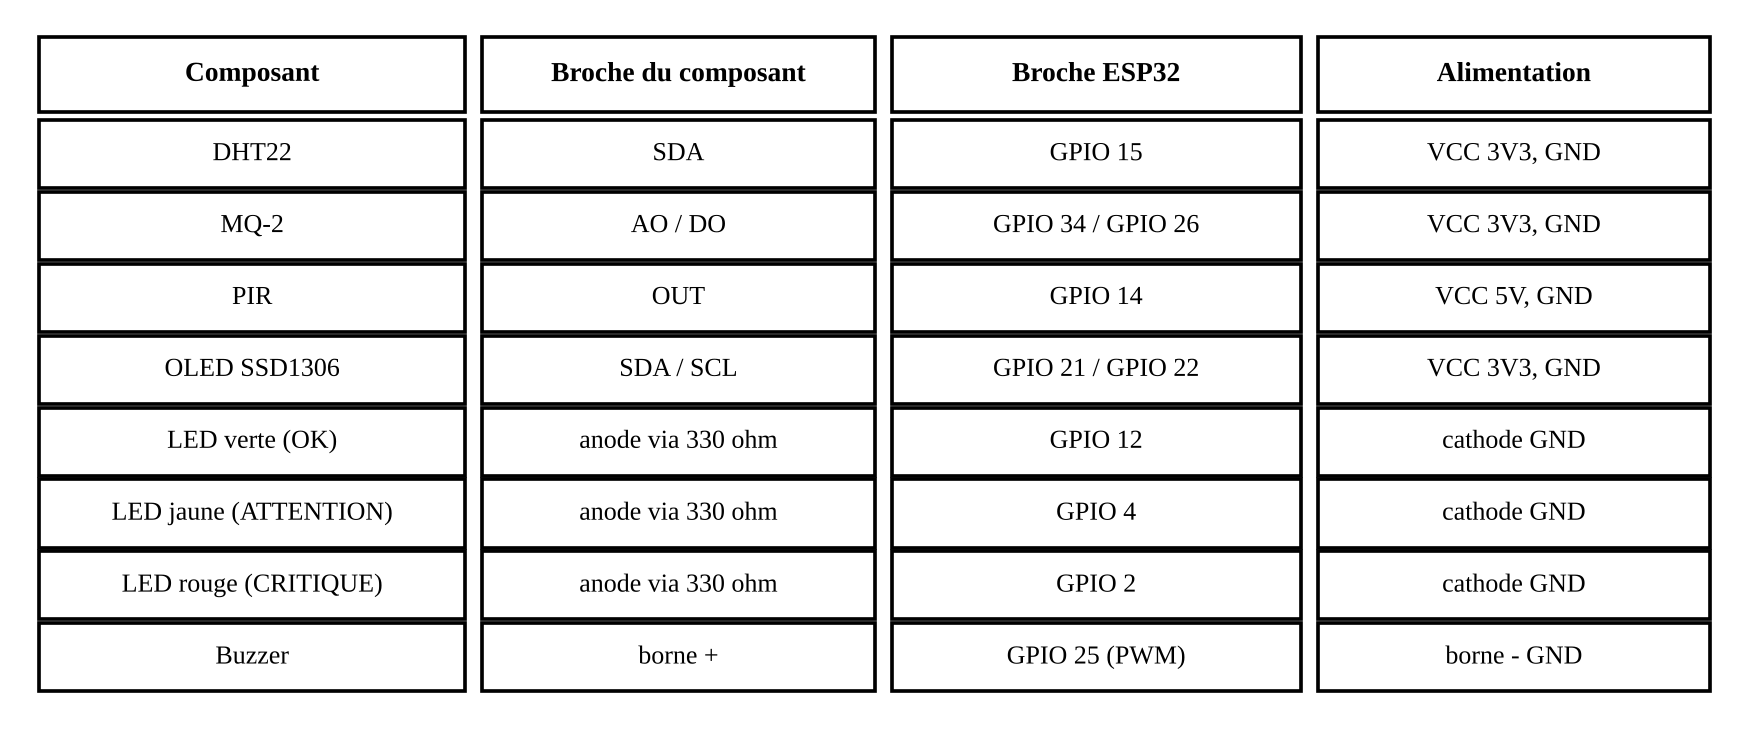 Composant Broche du composant Broche ESP32 Alimentation
DHT22 SDA GPIO 15 VCC 3V3, GND
MQ-2 AO / DO GPIO 34 / GPIO 26 VCC 3V3, GND
PIR OUT GPIO 14 VCC 5V, GND
OLED SSD1306 SDA / SCL GPIO 21 / GPIO 22 VCC 3V3, GND
LED verte (OK) anode via 330 ohm GPIO 12 cathode GND
LED jaune (ATTENTION) anode via 330 ohm GPIO 4 cathode GND
LED rouge (CRITIQUE) anode via 330 ohm GPIO 2 cathode GND
Buzzer borne + GPIO 25 (PWM) borne - GND